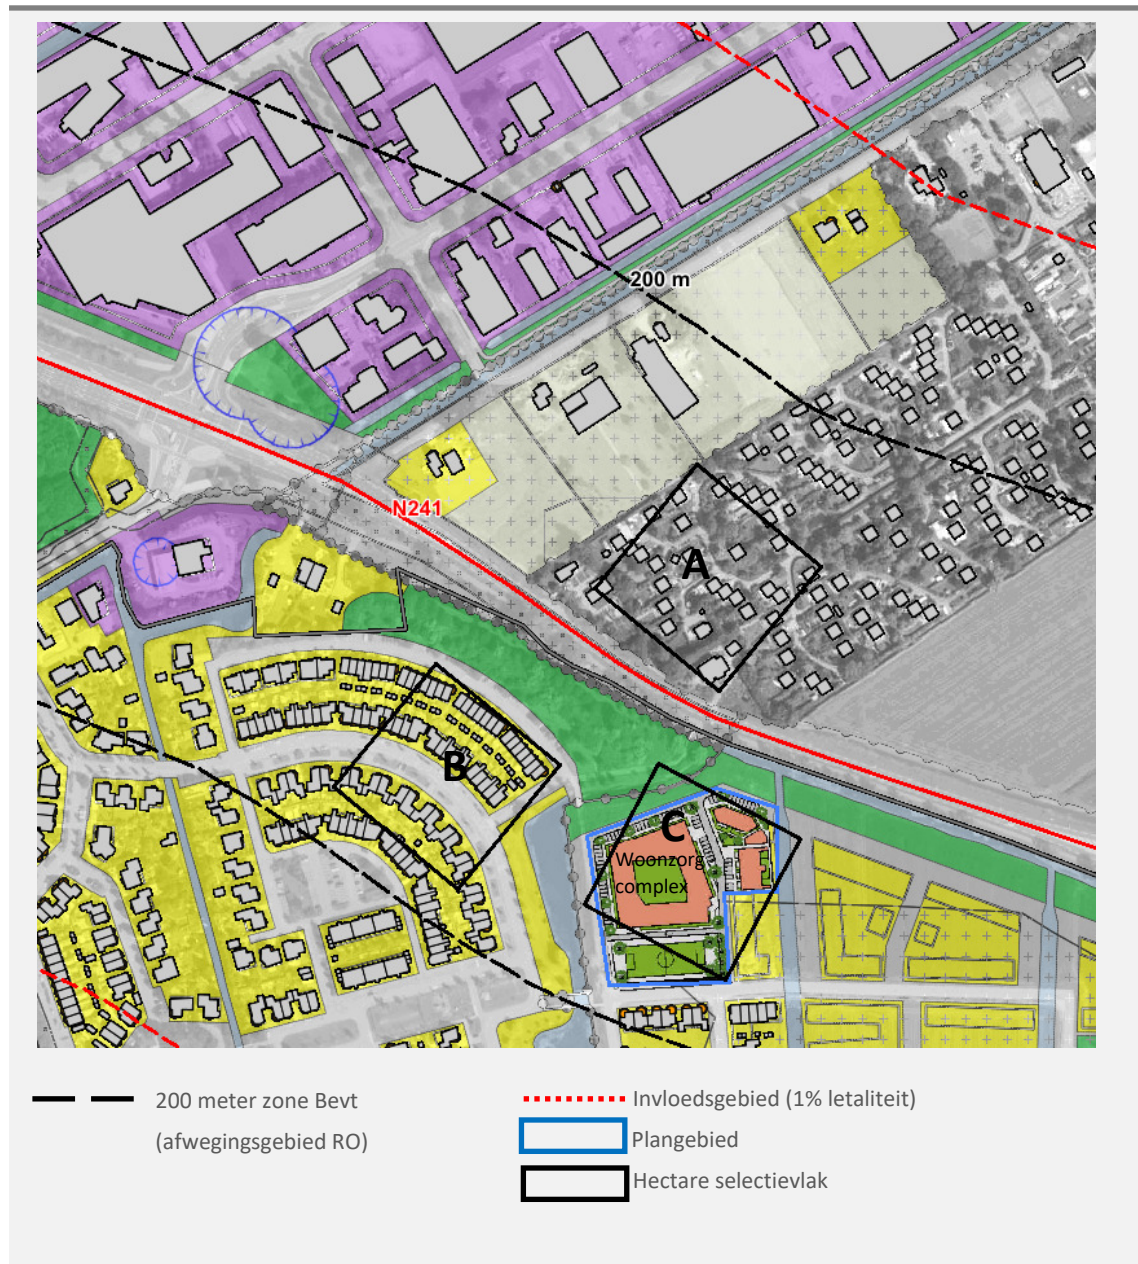 200 m
N241
A
B
C
Woonzorg
complex
200 meter zone Bevt
(afwegingsgebied RO)
Invloedsgebied (1% letaliteit)
Plangebied
Hectare selectievlak